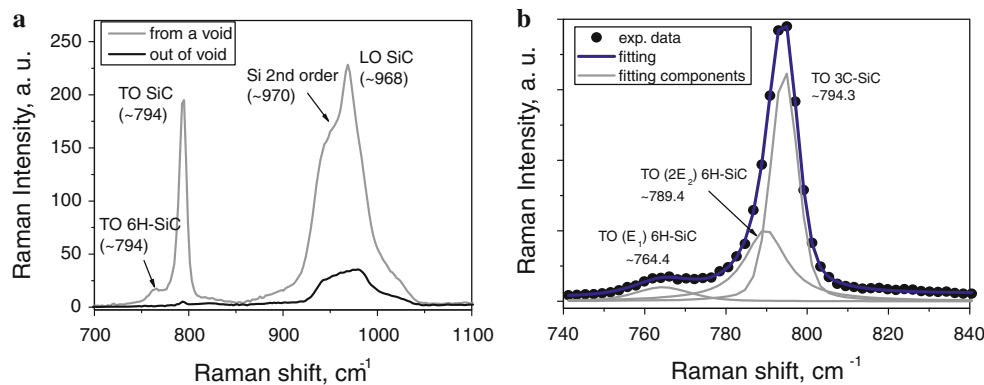 a
from a void
out of void
250
200
150
100
50
0
Raman Intensity, a. u.
TO SiC
(~794)
TO 6H-SiC
(~794)
Si 2nd order
(~970)
LO SiC
(~968)
700 800 900 1000 1100
Raman shift, cm-1
b
exp. data
fitting
fitting components
Raman Intensity, a. u.
TO 3C-SiC
~794.3
TO (2E2) 6H-SiC
~789.4
TO (E1) 6H-SiC
~764.4
740 760 780 800 820 840
Raman shift, cm -1